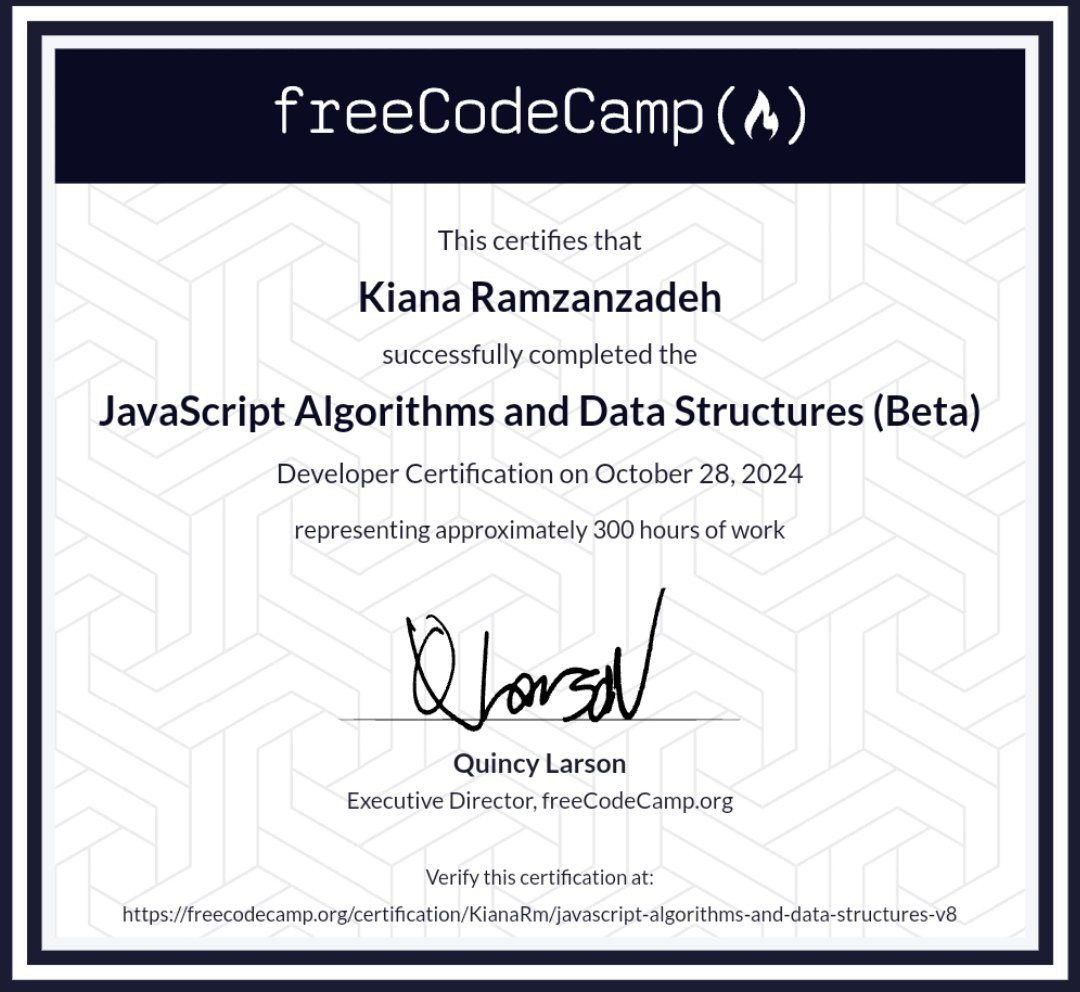 freeCodeCamp(🔥)
This certifies that
Kiana Ramzanzadeh
successfully completed the
JavaScript Algorithms and Data Structures (Beta)
Developer Certification on October 28, 2024
representing approximately 300 hours of work
Q Larson
Quincy Larson
Executive Director, freeCodeCamp.org
Verify this certification at:
https://freecodecamp.org/certification/KianaRm/javascript-algorithms-and-data-structures-v8